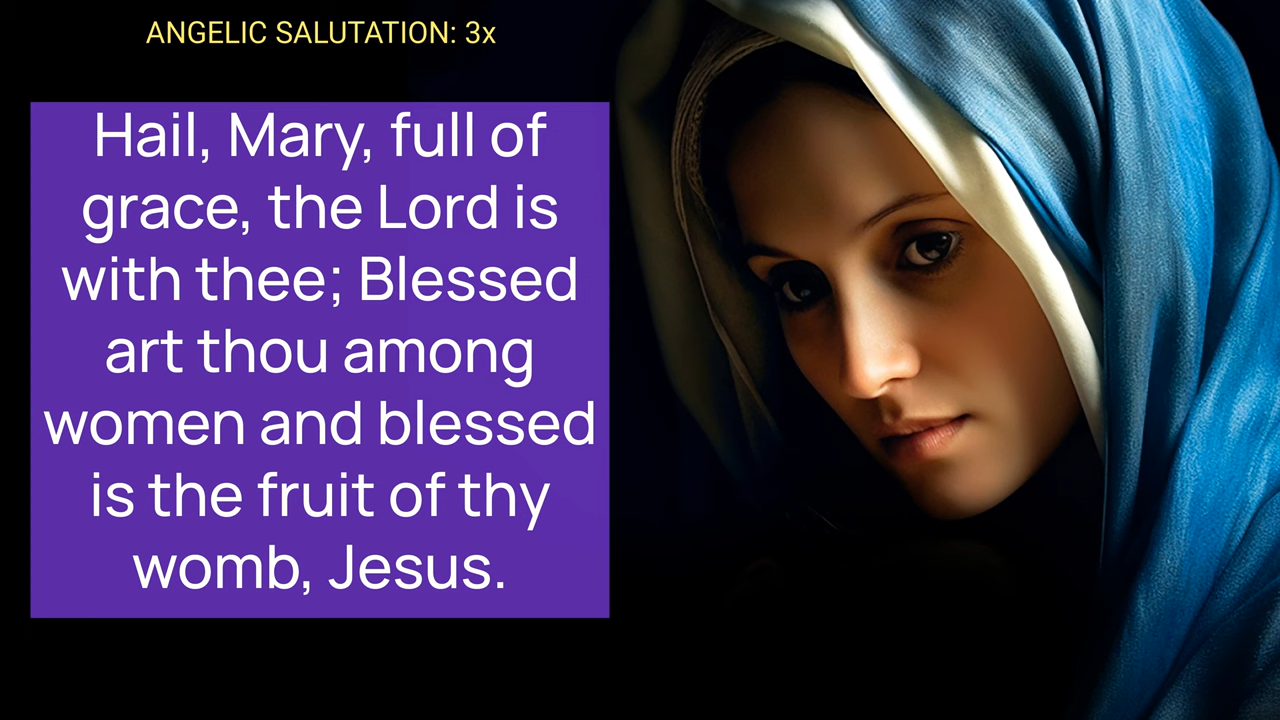 ANGELIC SALUTATION: 3x
Hail, Mary, full of
grace, the Lord is
with thee; Blessed
art thou among
women and blessed
is the fruit of thy
womb, Jesus.